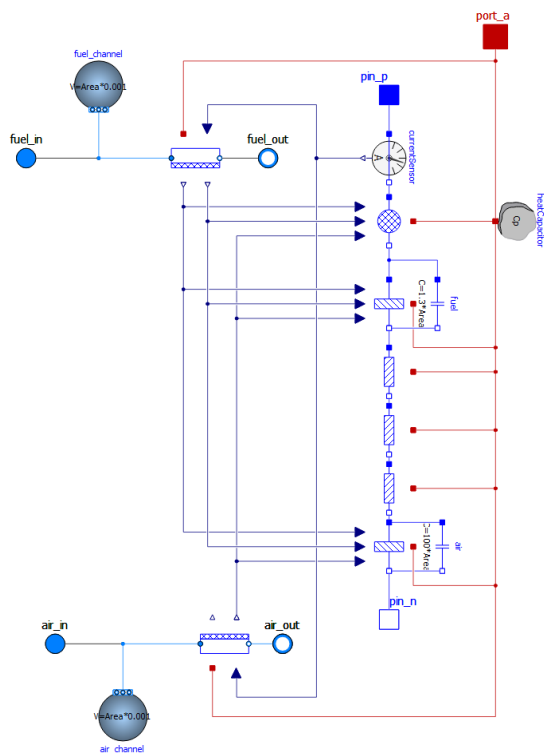 port_a
fuel_channel
V=Area*0.001
pin_p
fuel_in
fuel_out
currentSensor
A
heatCapacitor
Cp
C=1.3*Area
fuel
C=100*Area
air
pin_n
air_in
air_out
V=Area*0.001
air_channel